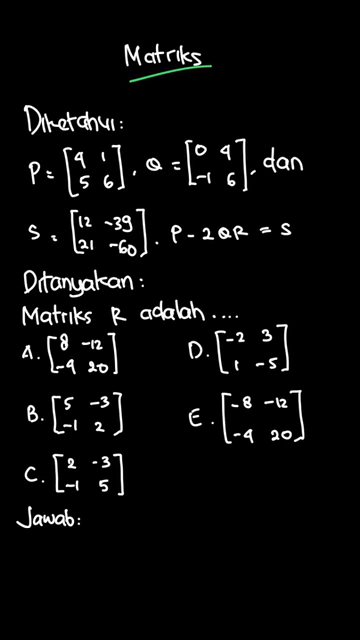 Matriks
Diketahui:
P = [4 1
5 6], Q = [0 4
-1 6], dan
S = [12 -39
21 -60]. P - 2QR = S
Ditanyakan:
Matriks R adalah ....
A. [8 -12
-4 20]
D. [-2 3
1 -5]
B. [5 -3
-1 2]
E. [-8 -12
-4 20]
C. [2 -3
-1 5]
Jawab: